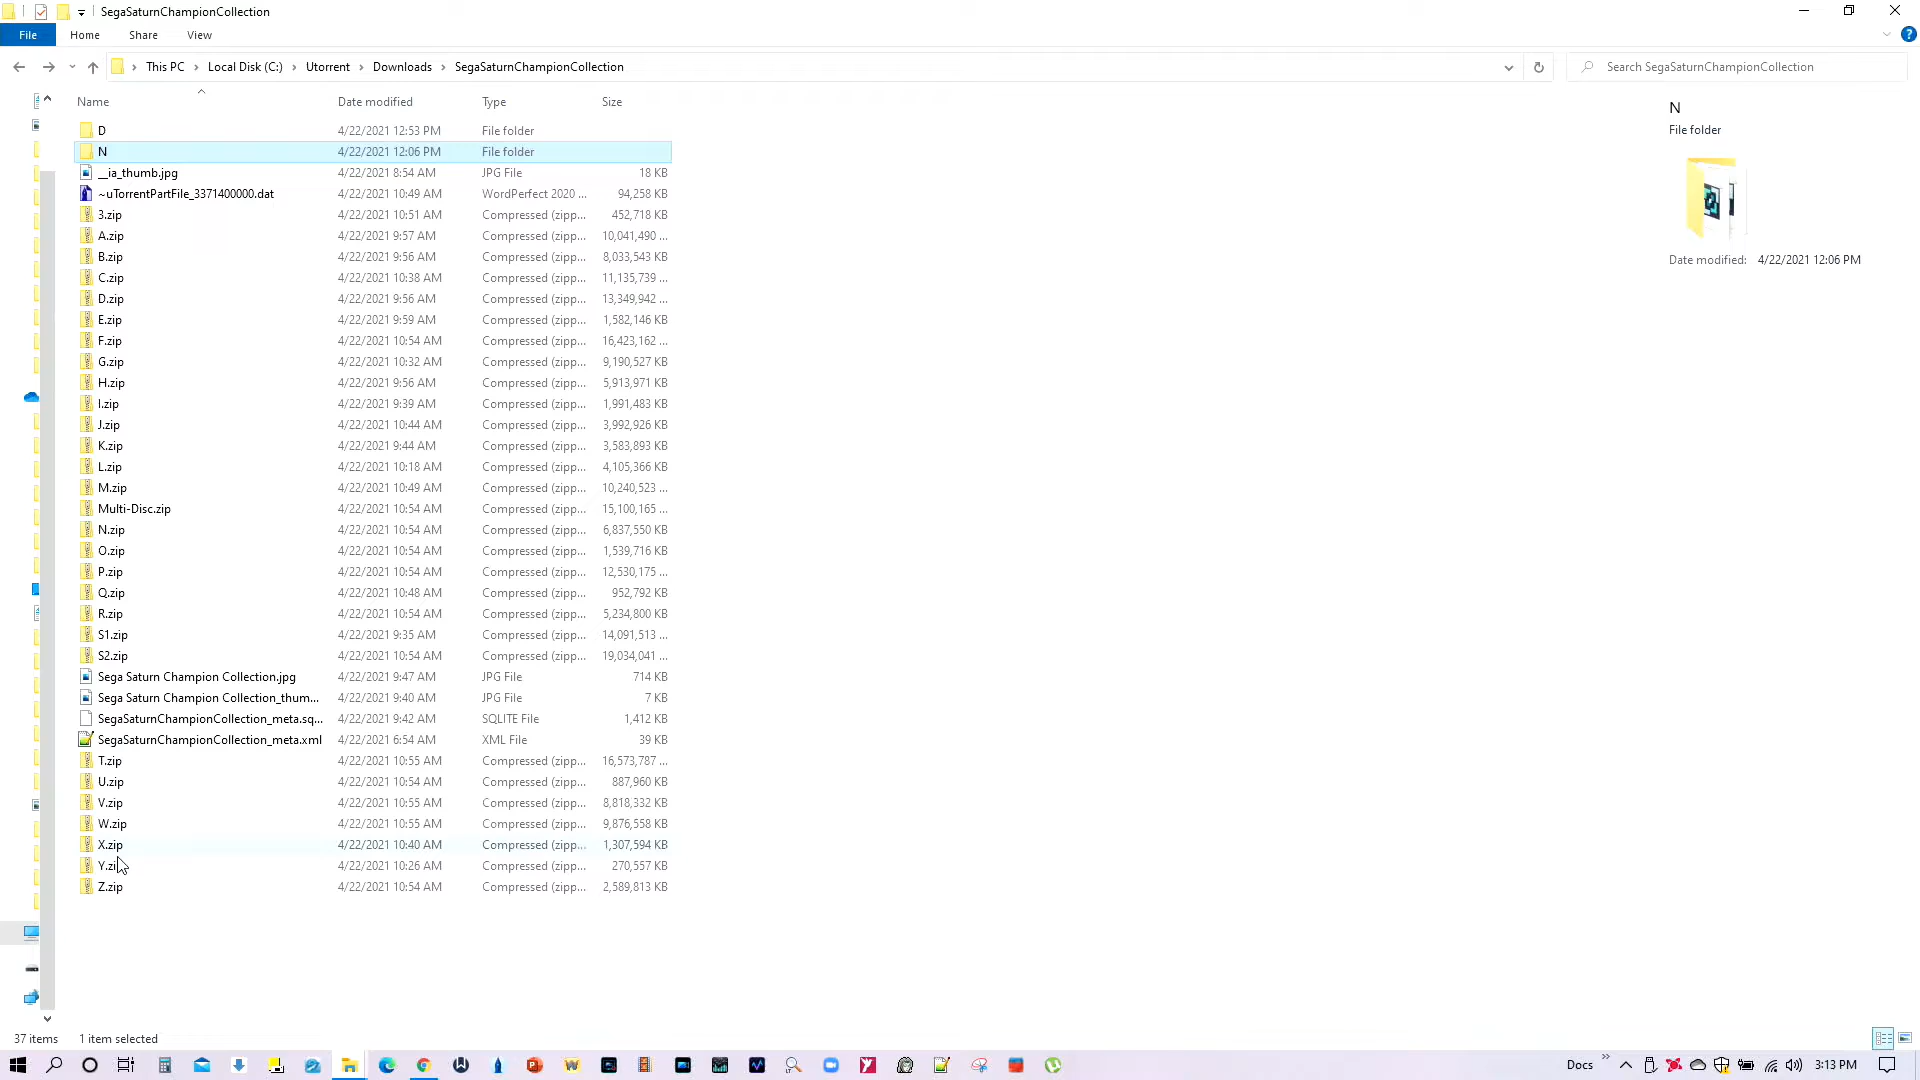 SegaSaturnChampionCollection
File Home Share View
This PC Local Disk (C:) Utorrent Downloads SegaSaturnChampionCollection Search SegaSaturnChampionCollection
Name Date modified Type Size
D 4/22/2021 12:53 PM File folder
N 4/22/2021 12:06 PM File folder
__ia_thumb.jpg 4/22/2021 8:54 AM JPG File 18 KB
~uTorrentPartFile_3371400000.dat 4/22/2021 10:49 AM WordPerfect 2020 ... 94,258 KB
3.zip 4/22/2021 10:51 AM Compressed (zipp... 452,718 KB
A.zip 4/22/2021 9:57 AM Compressed (zipp... 10,041,490 ...
B.zip 4/22/2021 9:56 AM Compressed (zipp... 8,033,543 KB
C.zip 4/22/2021 10:38 AM Compressed (zipp... 11,135,739 ...
D.zip 4/22/2021 9:56 AM Compressed (zipp... 13,349,942 ...
E.zip 4/22/2021 9:59 AM Compressed (zipp... 1,582,146 KB
F.zip 4/22/2021 10:54 AM Compressed (zipp... 16,423,162 ...
G.zip 4/22/2021 10:32 AM Compressed (zipp... 9,190,527 KB
H.zip 4/22/2021 9:56 AM Compressed (zipp... 5,913,971 KB
I.zip 4/22/2021 9:39 AM Compressed (zipp... 1,991,483 KB
J.zip 4/22/2021 10:44 AM Compressed (zipp... 3,992,926 KB
K.zip 4/22/2021 9:44 AM Compressed (zipp... 3,583,893 KB
L.zip 4/22/2021 10:18 AM Compressed (zipp... 4,105,366 KB
M.zip 4/22/2021 10:49 AM Compressed (zipp... 10,240,523 ...
Multi-Disc.zip 4/22/2021 10:54 AM Compressed (zipp... 15,100,165 ...
N.zip 4/22/2021 10:54 AM Compressed (zipp... 6,837,550 KB
O.zip 4/22/2021 10:54 AM Compressed (zipp... 1,539,716 KB
P.zip 4/22/2021 10:54 AM Compressed (zipp... 12,530,175 ...
Q.zip 4/22/2021 10:48 AM Compressed (zipp... 952,792 KB
R.zip 4/22/2021 10:54 AM Compressed (zipp... 5,234,800 KB
S1.zip 4/22/2021 9:35 AM Compressed (zipp... 14,091,513 ...
S2.zip 4/22/2021 10:54 AM Compressed (zipp... 19,034,041 ...
Sega Saturn Champion Collection.jpg 4/22/2021 9:47 AM JPG File 714 KB
Sega Saturn Champion Collection_thum... 4/22/2021 9:40 AM JPG File 7 KB
SegaSaturnChampionCollection_meta.sq... 4/22/2021 9:42 AM SQLITE File 1,412 KB
SegaSaturnChampionCollection_meta.xml 4/22/2021 6:54 AM XML File 39 KB
T.zip 4/22/2021 10:55 AM Compressed (zipp... 16,573,787 ...
U.zip 4/22/2021 10:54 AM Compressed (zipp... 887,960 KB
V.zip 4/22/2021 10:55 AM Compressed (zipp... 8,818,332 KB
W.zip 4/22/2021 10:55 AM Compressed (zipp... 9,876,558 KB
X.zip 4/22/2021 10:40 AM Compressed (zipp... 1,307,594 KB
Y.zip 4/22/2021 10:26 AM Compressed (zipp... 270,557 KB
Z.zip 4/22/2021 10:54 AM Compressed (zipp... 2,589,813 KB
N
File folder
Date modified: 4/22/2021 12:06 PM
37 items 1 item selected
Docs 3:13 PM